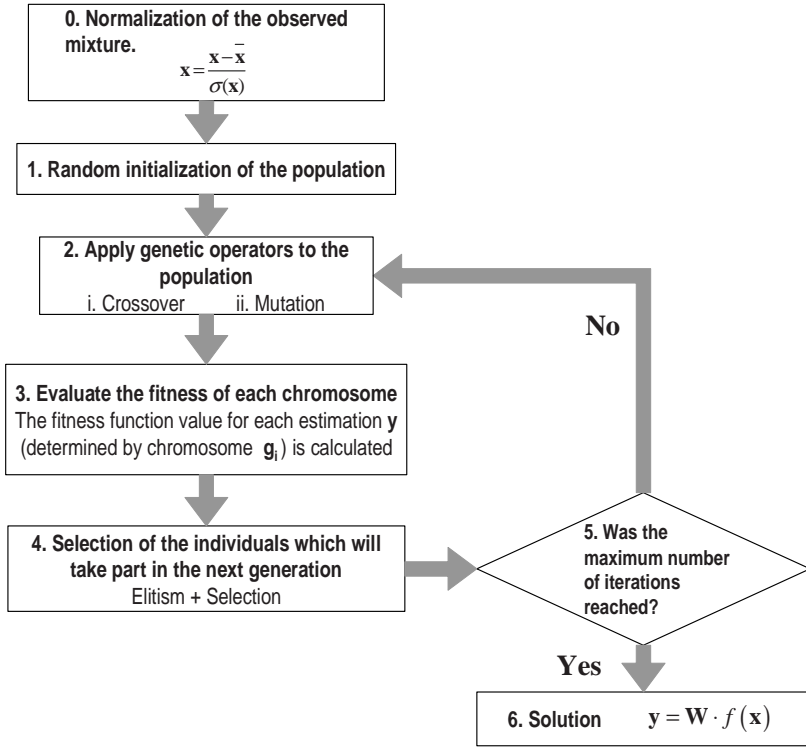 0. Normalization of the observed
mixture.
x = (x − x̄) / σ(x)
1. Random initialization of the population
2. Apply genetic operators to the
population
i. Crossover ii. Mutation
3. Evaluate the fitness of each chromosome
The fitness function value for each estimation y
(determined by chromosome gᵢ) is calculated
4. Selection of the individuals which will
take part in the next generation
Elitism + Selection
5. Was the
maximum number
of iterations
reached?
No
Yes
6. Solution y = W · f (x)